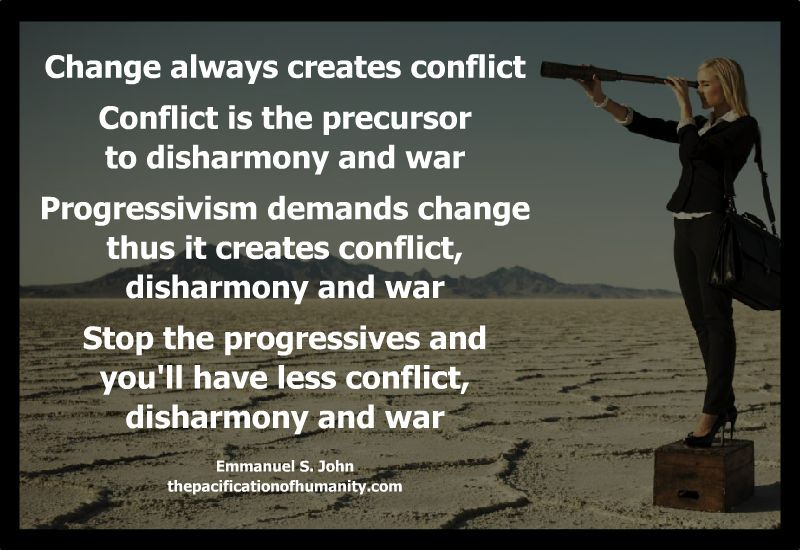 Change always creates conflict
Conflict is the precursor
to disharmony and war
Progressivism demands change
thus it creates conflict,
disharmony and war
Stop the progressives and
you'll have less conflict,
disharmony and war
Emmanuel S. John
thepacificationofhumanity.com